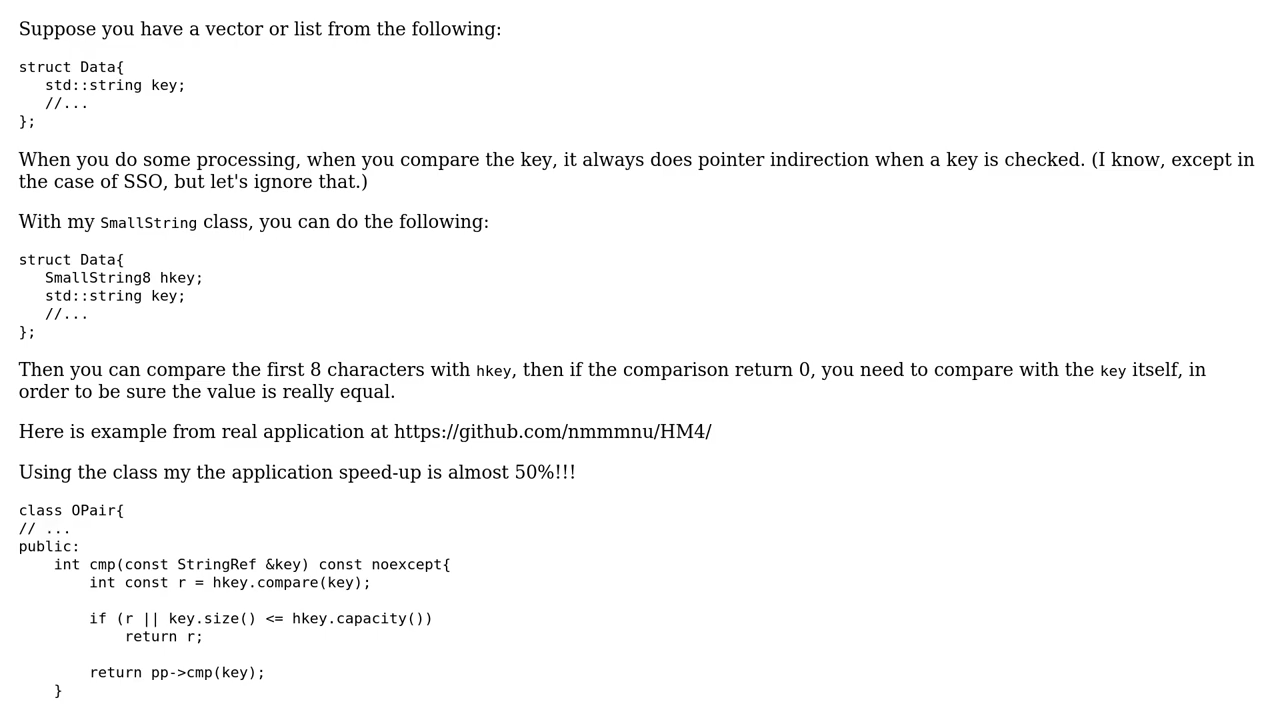 Suppose you have a vector or list from the following:
struct Data{
   std::string key;
   //...
};
When you do some processing, when you compare the key, it always does pointer indirection when a key is checked. (I know, except in
the case of SSO, but let's ignore that.)
With my SmallString class, you can do the following:
struct Data{
   SmallString8 hkey;
   std::string key;
   //...
};
Then you can compare the first 8 characters with hkey, then if the comparison return 0, you need to compare with the key itself, in
order to be sure the value is really equal.
Here is example from real application at https://github.com/nmmmnu/HM4/
Using the class my the application speed-up is almost 50%!!!
class OPair{
// ...
public:
    int cmp(const StringRef &key) const noexcept{
        int const r = hkey.compare(key);
        if (r || key.size() <= hkey.capacity())
            return r;
        return pp->cmp(key);
    }